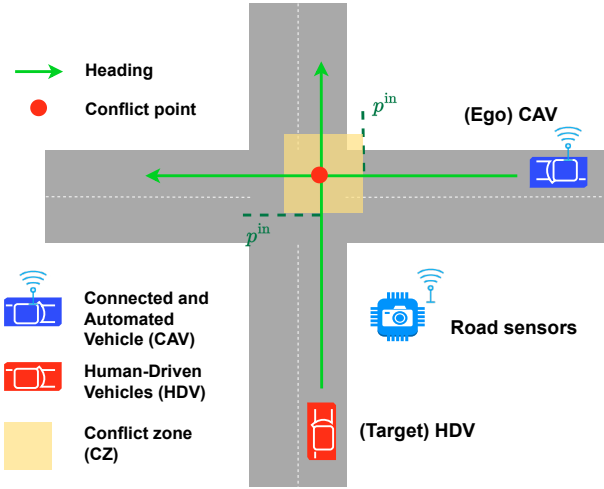 Heading
Conflict point
p^in
(Ego) CAV
p^in
Connected and
Automated
Vehicle (CAV)
Road sensors
Human-Driven
Vehicles (HDV)
(Target) HDV
Conflict zone
(CZ)